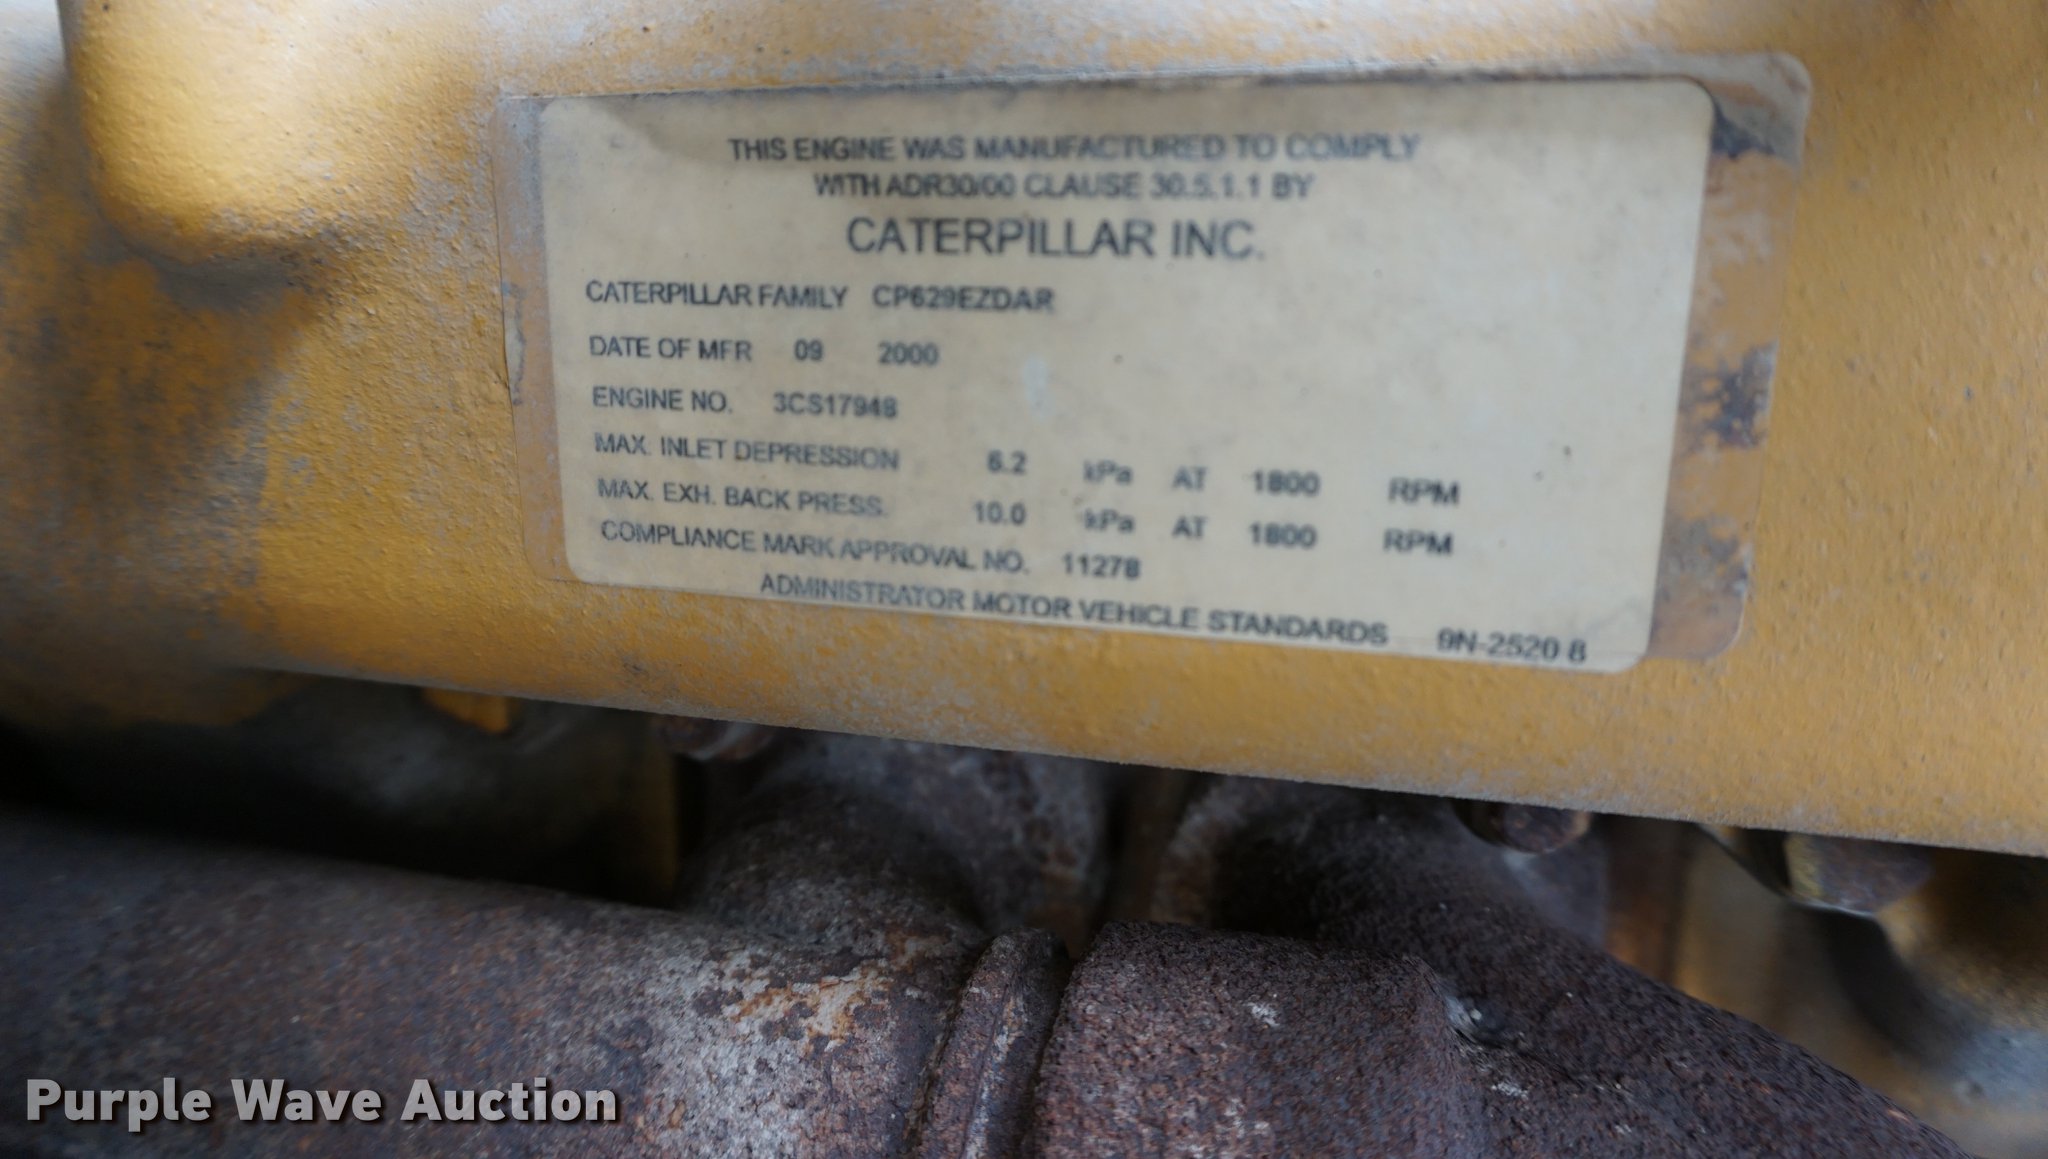 THIS ENGINE WAS MANUFACTURED TO COMPLY
WITH ADR30/00 CLAUSE 30.5.1.1 BY
CATERPILLAR INC.
CATERPILLAR FAMILY CP629EZDAR
DATE OF MFR 09 2000
ENGINE NO. 3CS17948
MAX. INLET DEPRESSION 6.2 kPa AT 1800 RPM
MAX. EXH. BACK PRESS. 10.0 kPa AT 1800 RPM
COMPLIANCE MARK APPROVAL NO. 11278
ADMINISTRATOR MOTOR VEHICLE STANDARDS 9N-2520 8
Purple Wave Auction